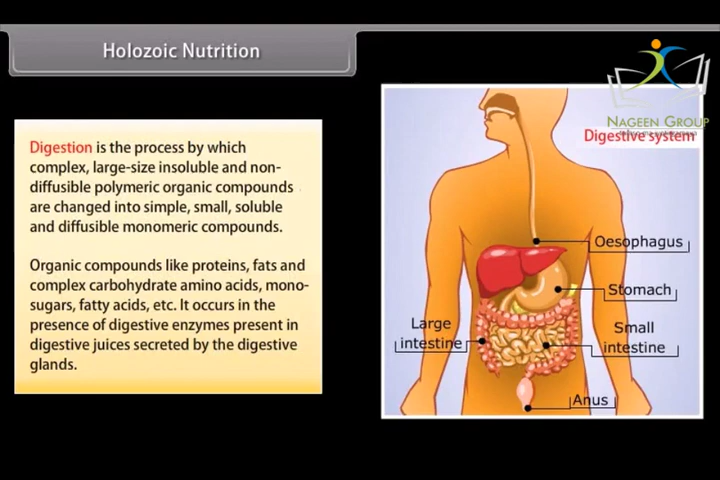 Holozoic Nutrition
NAGEEN GROUP
Digestive system
Digestion is the process by which
complex, large-size insoluble and non-
diffusible polymeric organic compounds
are changed into simple, small, soluble
and diffusible monomeric compounds.
Organic compounds like proteins, fats and
complex carbohydrate amino acids, mono-
sugars, fatty acids, etc. It occurs in the
presence of digestive enzymes present in
digestive juices secreted by the digestive
glands.
Oesophagus
Stomach
Large
intestine
Small
intestine
Anus